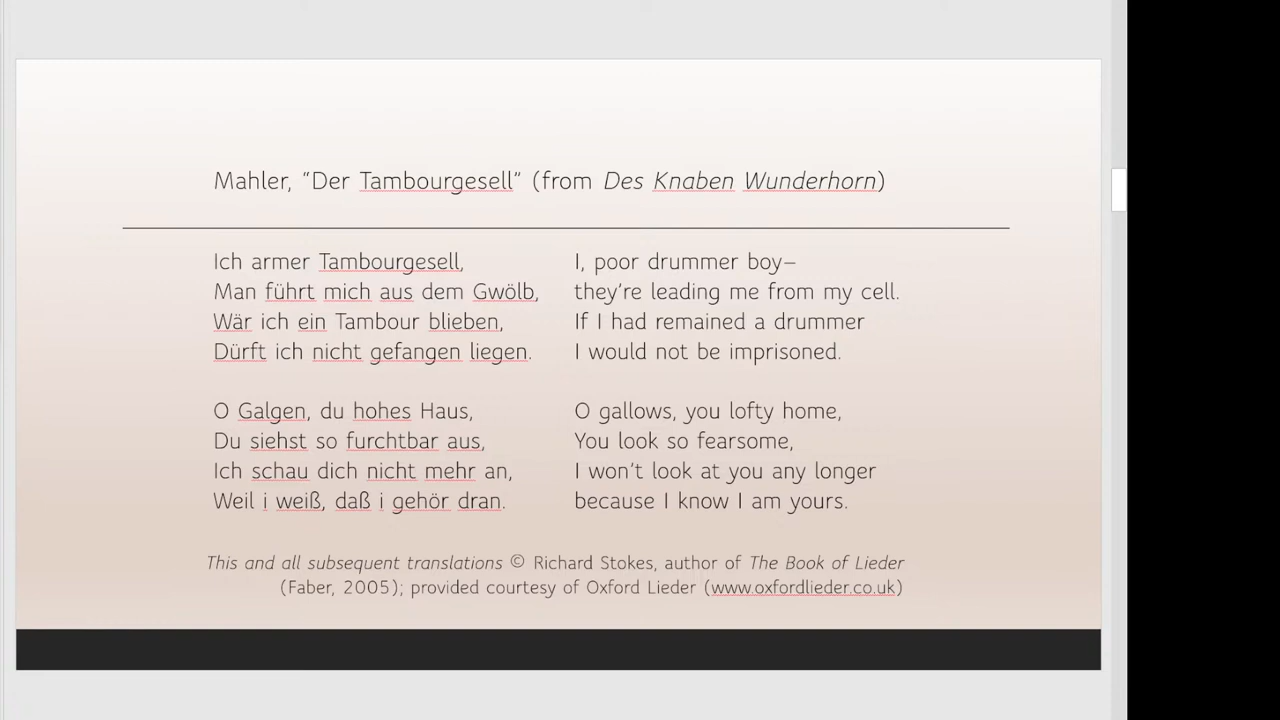 Mahler, “Der Tambourgesell” (from Des Knaben Wunderhorn)
Ich armer Tambourgesell,
Man führt mich aus dem Gwölb,
Wär ich ein Tambour blieben,
Dürft ich nicht gefangen liegen.
O Galgen, du hohes Haus,
Du siehst so furchtbar aus,
Ich schau dich nicht mehr an,
Weil i weiß, daß i gehör dran.
I, poor drummer boy–
they’re leading me from my cell.
If I had remained a drummer
I would not be imprisoned.
O gallows, you lofty home,
You look so fearsome,
I won’t look at you any longer
because I know I am yours.
This and all subsequent translations © Richard Stokes, author of The Book of Lieder
(Faber, 2005); provided courtesy of Oxford Lieder (www.oxfordlieder.co.uk)